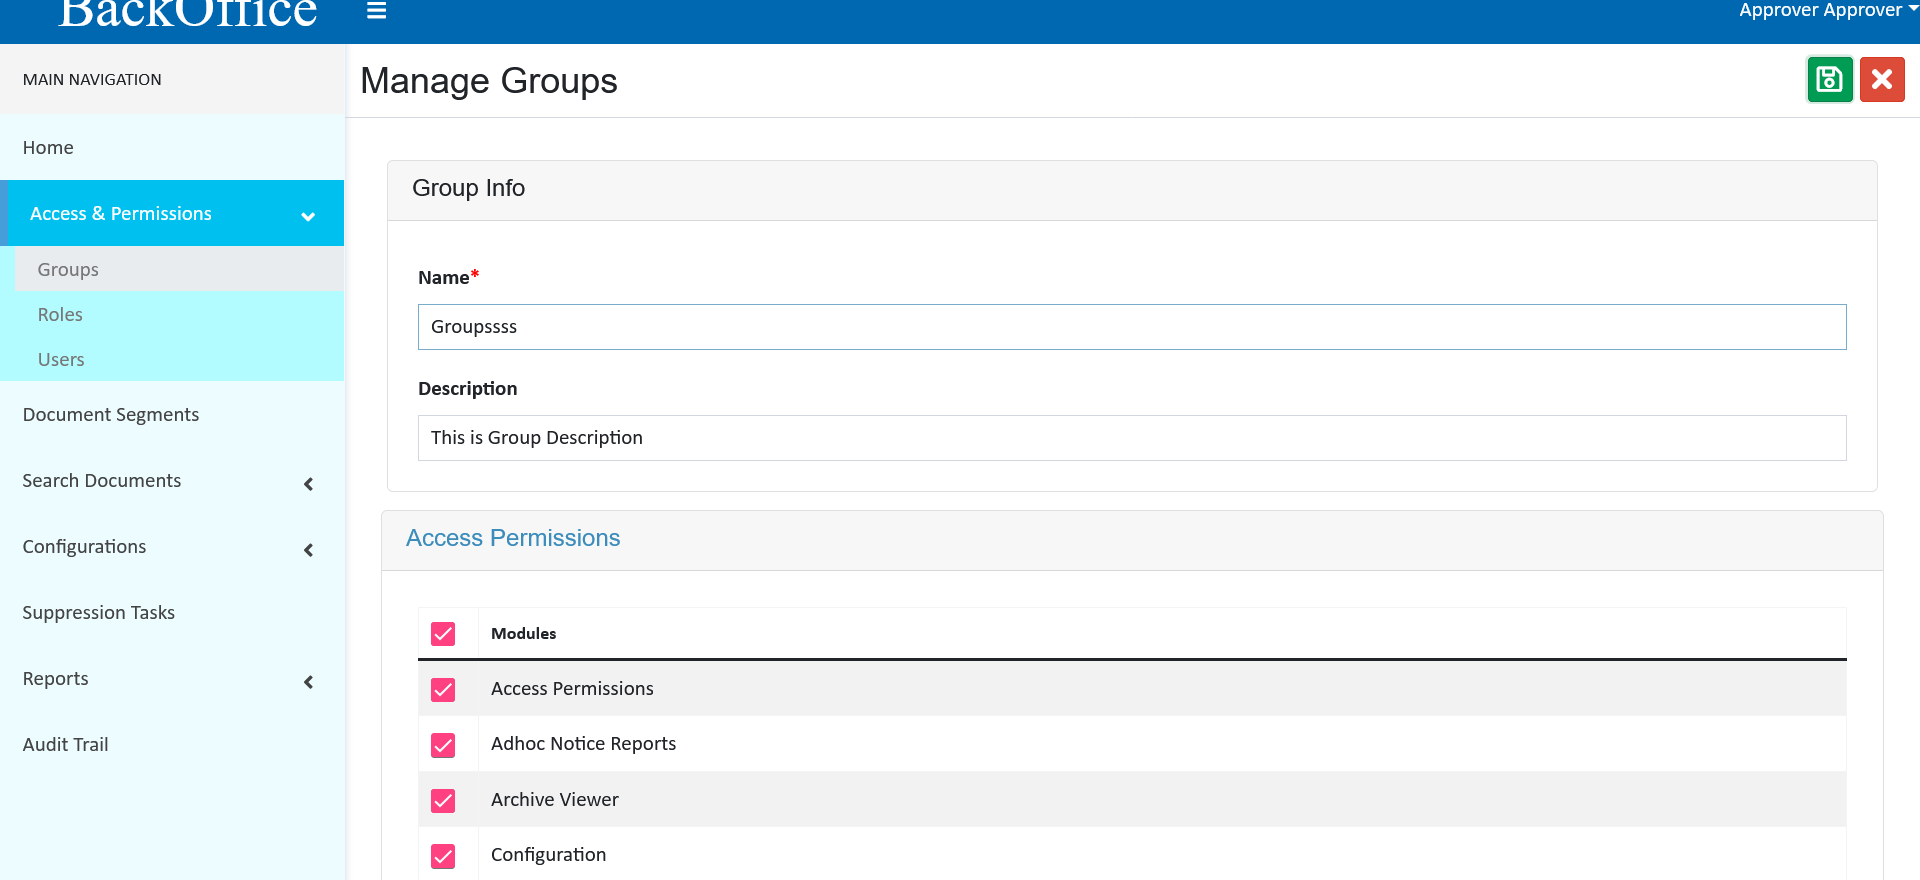 BackOffice
Approver Approver
MAIN NAVIGATION
Manage Groups
Home
Access & Permissions
Groups
Roles
Users
Document Segments
Search Documents
Configurations
Suppression Tasks
Reports
Audit Trail
Group Info
Name*
Groupssss
Description
This is Group Description
Access Permissions
Modules
Access Permissions
Adhoc Notice Reports
Archive Viewer
Configuration